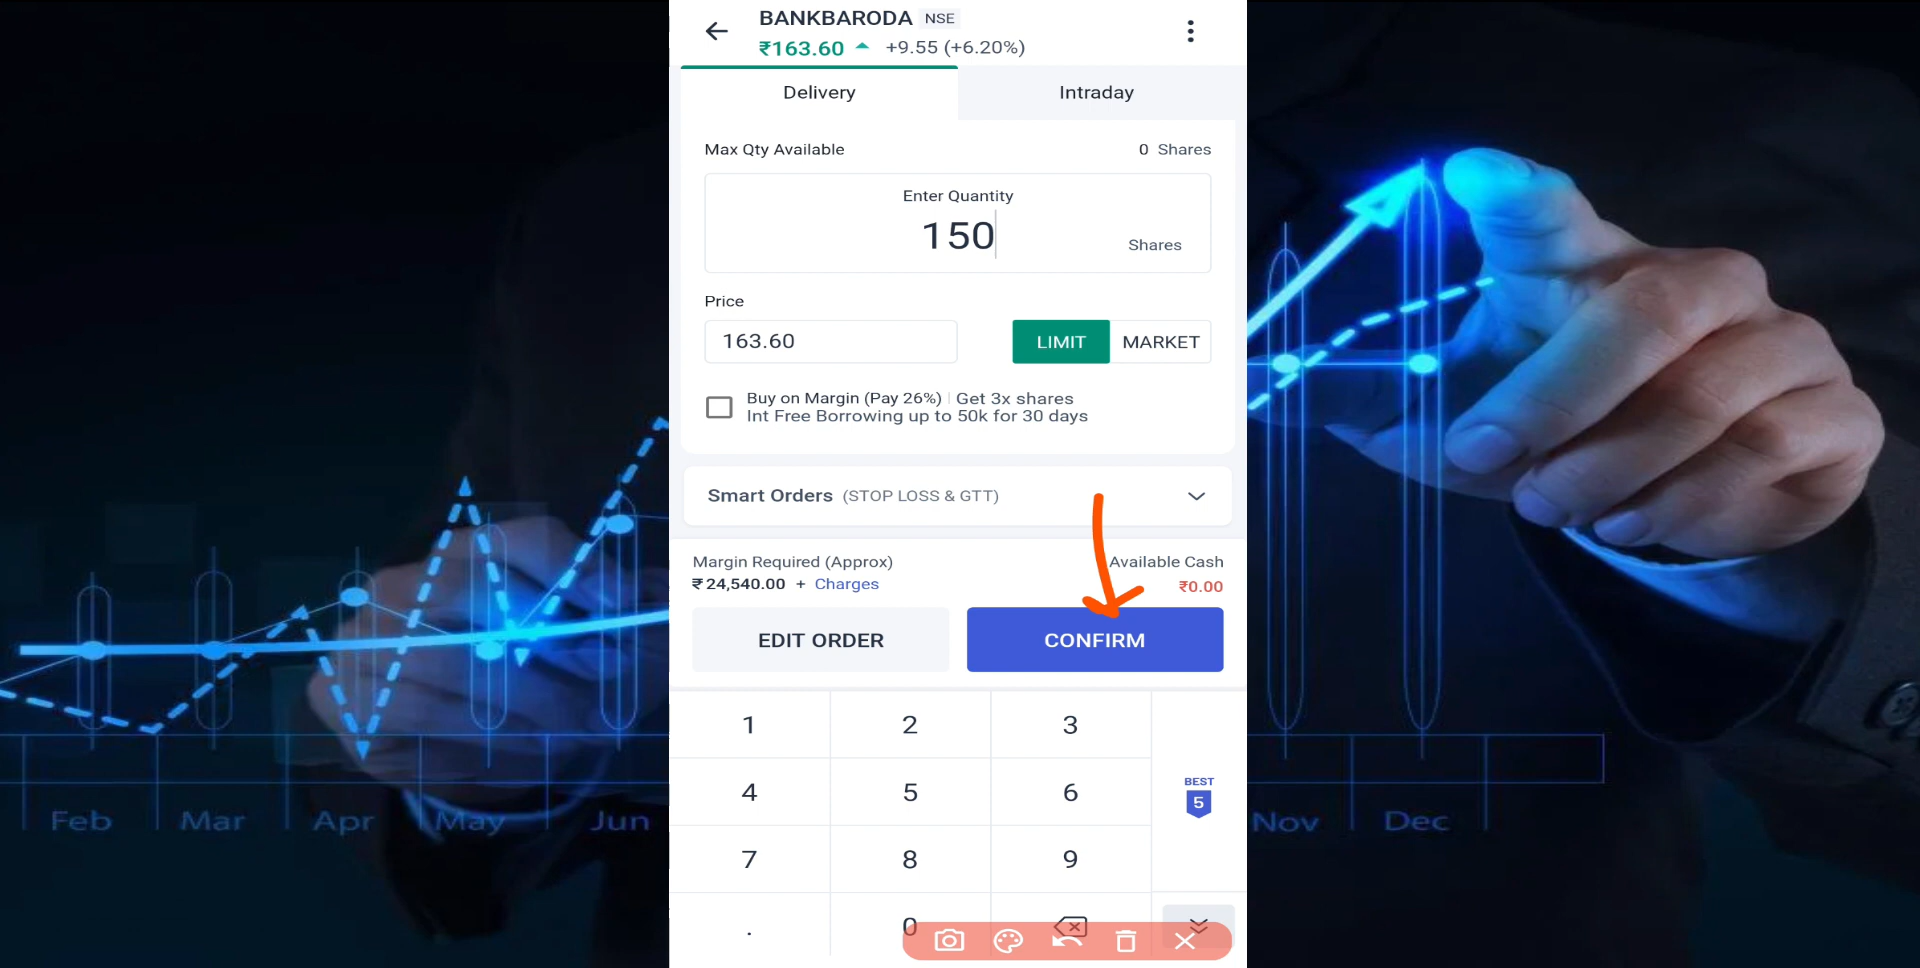 BANKBARODA NSE
₹163.60 +9.55 (+6.20%)
Delivery
Intraday
Max Qty Available
0 Shares
Enter Quantity
150
Shares
Price
163.60
LIMIT
MARKET
Buy on Margin (Pay 26%) | Get 3x shares
Int Free Borrowing up to 50k for 30 days
Smart Orders (STOP LOSS & GTT)
Margin Required (Approx)
₹24,540.00 + Charges
Available Cash
₹0.00
EDIT ORDER
CONFIRM
1 2 3
4 5 6
BEST
5
7 8 9
. 0
Feb Mar Apr May Jun
Nov Dec